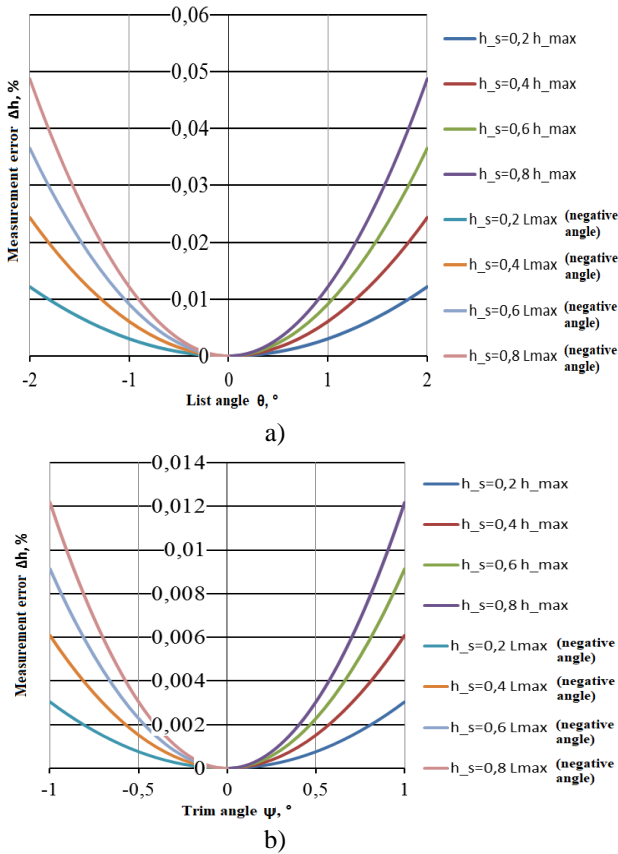 0,06
0,05
0,04
0,03
0,02
0,01
0
Measurement error Δh, %
-2
-1
0
1
2
List angle θ, °
h_s=0,2 h_max
h_s=0,4 h_max
h_s=0,6 h_max
h_s=0,8 h_max
h_s=0,2 Lmax (negative
angle)
h_s=0,4 Lmax (negative
angle)
h_s=0,6 Lmax (negative
angle)
h_s=0,8 Lmax (negative
angle)
a)
0,014
0,012
0,01
0,008
0,006
0,004
0,002
0
Measurement error Δh, %
-1
-0,5
0
0,5
1
Trim angle ψ, °
h_s=0,2 h_max
h_s=0,4 h_max
h_s=0,6 h_max
h_s=0,8 h_max
h_s=0,2 Lmax (negative
angle)
h_s=0,4 Lmax (negative
angle)
h_s=0,6 Lmax (negative
angle)
h_s=0,8 Lmax (negative
angle)
b)